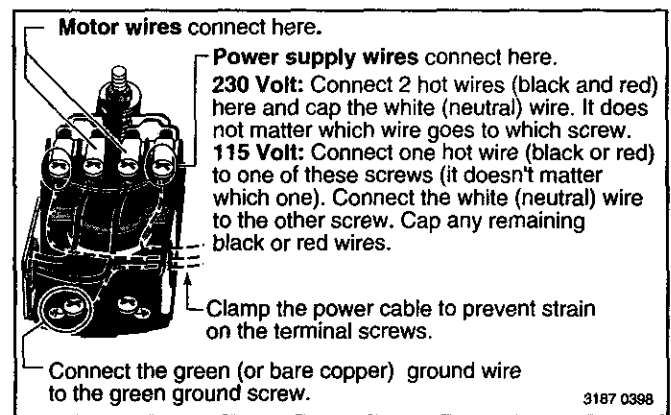 Motor wires connect here.
Power supply wires connect here.
230 Volt: Connect 2 hot wires (black and red)
here and cap the white (neutral) wire. It does
not matter which wire goes to which screw.
115 Volt: Connect one hot wire (black or red)
to one of these screws (it doesn't matter
which one). Connect the white (neutral) wire
to the other screw. Cap any remaining
black or red wires.
Clamp the power cable to prevent strain
on the terminal screws.
Connect the green (or bare copper) ground wire
to the green ground screw.
3187 0398